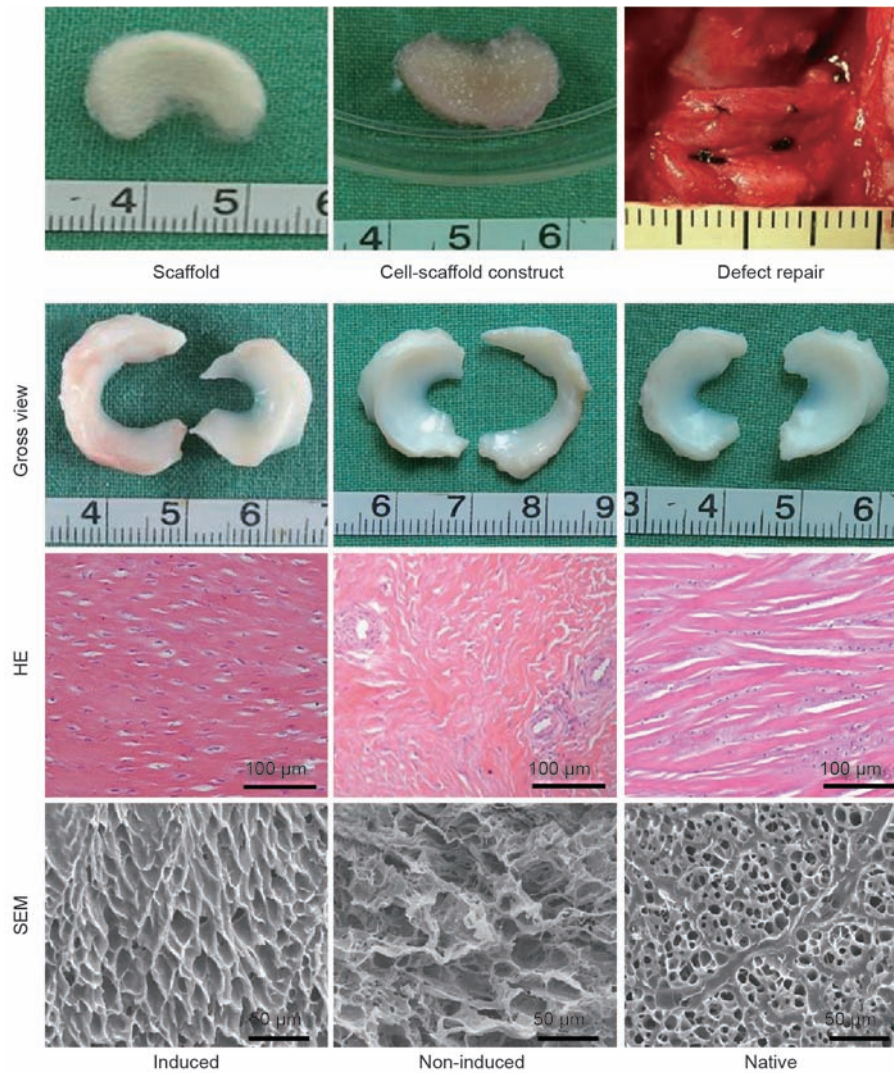 4 5 6
4 5 6
Scaffold
Cell-scaffold construct
Defect repair
Gross view
4 5 6 7
6 7 8 9
3 4 5 6
HE
100 µm
100 µm
100 µm
SEM
50 µm
50 µm
50 µm
Induced
Non-induced
Native